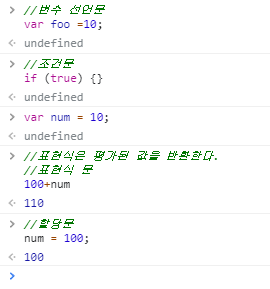 > //변수 선언문
var foo =10;
< undefined
> //조건문
if (true) {}
< undefined
> var num = 10;
< undefined
> //표현식은 평가된 값을 반환한다.
//표현식 문
100+num
< 110
> //할당문
num = 100;
< 100
>